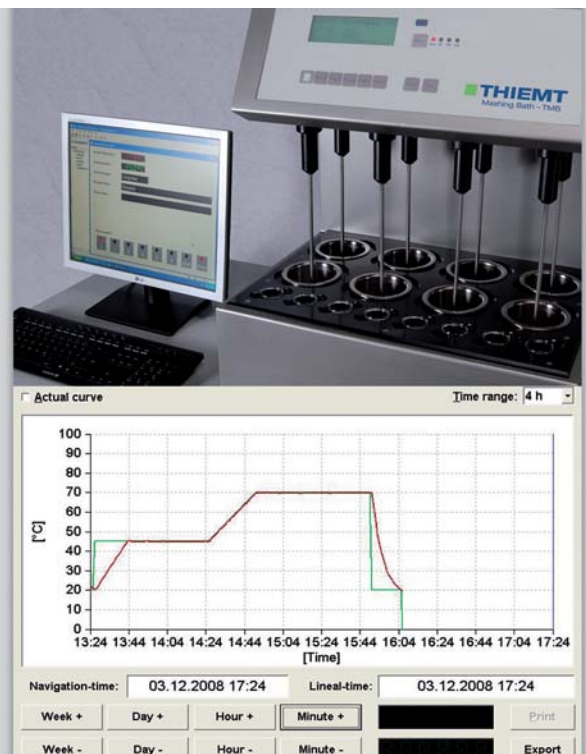 THIEMT
Mashing Bath - TMB
Actual curve
Time range: 4 h
100
90
80
70
60
50
40
30
20
10
0
[°C]
13:24 13:44 14:04 14:24 14:44 15:04 15:24 15:44 16:04 16:24 16:44 17:04 17:24
[Time]
Navigation-time: 03.12.2008 17:24 Lineal-time: 03.12.2008 17:24
Week + Day + Hour + Minute + Print
Week - Day - Hour - Minute - Export